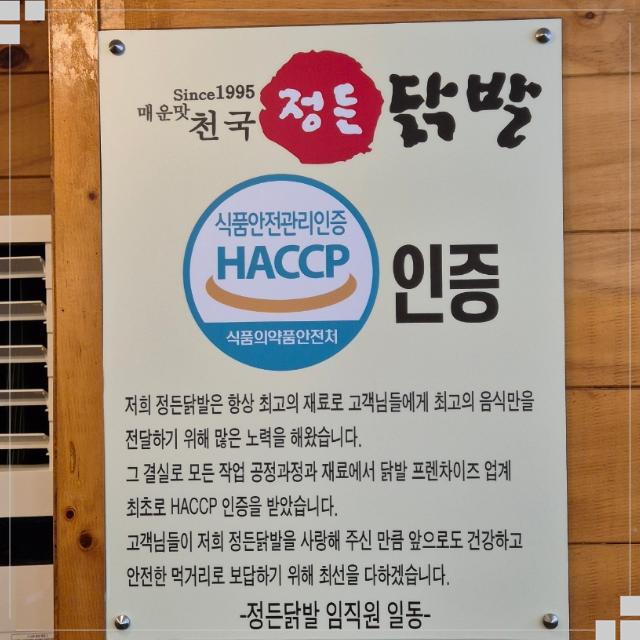 Since1995
매운맛
천국 정든 닭발
식품안전관리인증
HACCP
식품의약품안전처
인증
저희 정든닭발은 항상 최고의 재료로 고객님들에게 최고의 음식만을
전달하기 위해 많은 노력을 해왔습니다.
그 결실로 모든 작업 공정과정과 재료에서 닭발 프렌차이즈 업계
최초로 HACCP 인증을 받았습니다.
고객님들이 저희 정든닭발을 사랑해 주신 만큼 앞으로도 건강하고
안전한 먹거리로 보답하기 위해 최선을 다하겠습니다.
-정든닭발 임직원 일동-